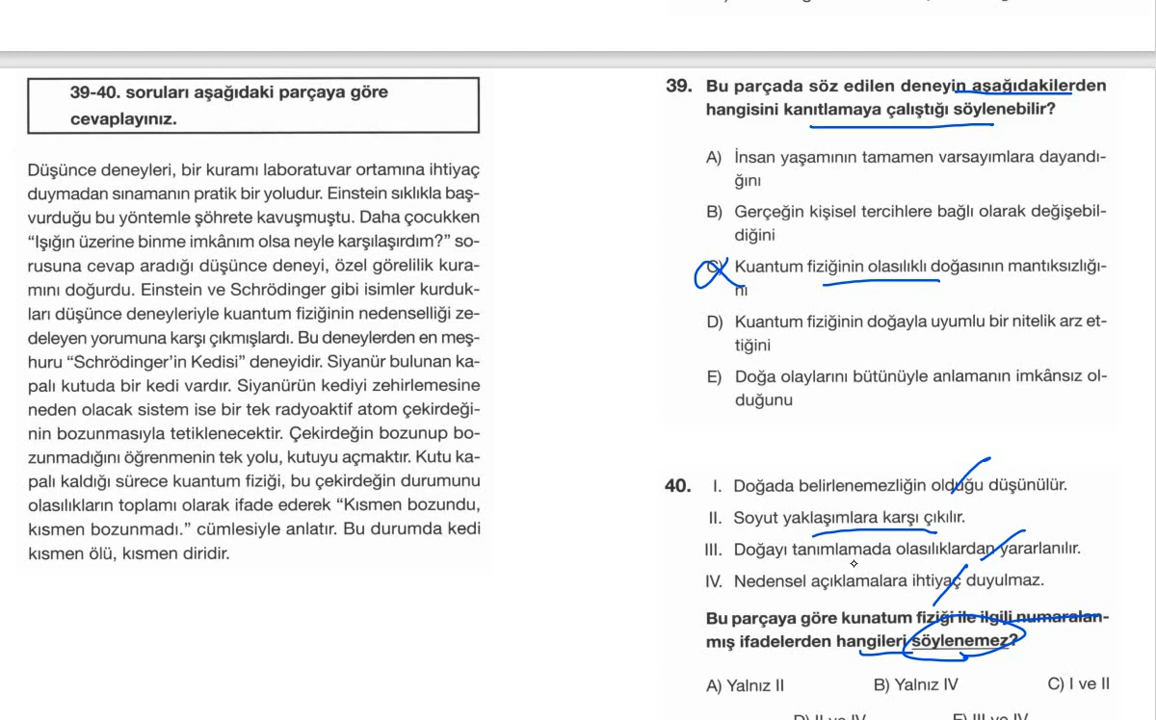 39-40. soruları aşağıdaki parçaya göre
cevaplayınız.
Düşünce deneyleri, bir kuramı laboratuvar ortamına ihtiyaç
duymadan sınamanın pratik bir yoludur. Einstein sıklıkla baş-
vurduğu bu yöntemle şöhrete kavuşmuştu. Daha çocukken
“Işığın üzerine binme imkânım olsa neyle karşılaşırdım?” so-
rusuna cevap aradığı düşünce deneyi, özel görelilik kura-
mını doğurdu. Einstein ve Schrödinger gibi isimler kurduk-
ları düşünce deneyleriyle kuantum fiziğinin nedenselliği ze-
deleyen yorumuna karşı çıkmışlardı. Bu deneylerden en meş-
huru “Schrödinger’in Kedisi” deneyidir. Siyanür bulunan ka-
palı kutuda bir kedi vardır. Siyanürün kediyi zehirlemesine
neden olacak sistem ise bir tek radyoaktif atom çekirdeği-
nin bozunmasıyla tetiklenecektir. Çekirdeğin bozunup bo-
zunmadığını öğrenmenin tek yolu, kutuyu açmaktır. Kutu ka-
palı kaldığı sürece kuantum fiziği, bu çekirdeğin durumunu
olasılıkların toplamı olarak ifade ederek “Kısmen bozundu,
kısmen bozunmadı.” cümlesiyle anlatır. Bu durumda kedi
kısmen ölü, kısmen diridir.
39. Bu parçada söz edilen deneyin aşağıdakilerden
hangisini kanıtlamaya çalıştığı söylenebilir?
A) İnsan yaşamının tamamen varsayımlara dayandı-
ğını
B) Gerçeğin kişisel tercihlere bağlı olarak değişebil-
diğini
C) Kuantum fiziğinin olasılıklı doğasının mantıksızlığı-
nı
D) Kuantum fiziğinin doğayla uyumlu bir nitelik arz et-
tiğini
E) Doğa olaylarını bütünüyle anlamanın imkânsız ol-
duğunu
40. I. Doğada belirlenemezliğin olduğu düşünülür.
II. Soyut yaklaşımlara karşı çıkılır.
III. Doğayı tanımlamada olasılıklardan yararlanılır.
IV. Nedensel açıklamalara ihtiyaç duyulmaz.
Bu parçaya göre kunatum fiziği ile ilgili numaralan-
mış ifadelerden hangileri söylenemez?
A) Yalnız II B) Yalnız IV C) I ve II
D) II ve IV E) III ve IV